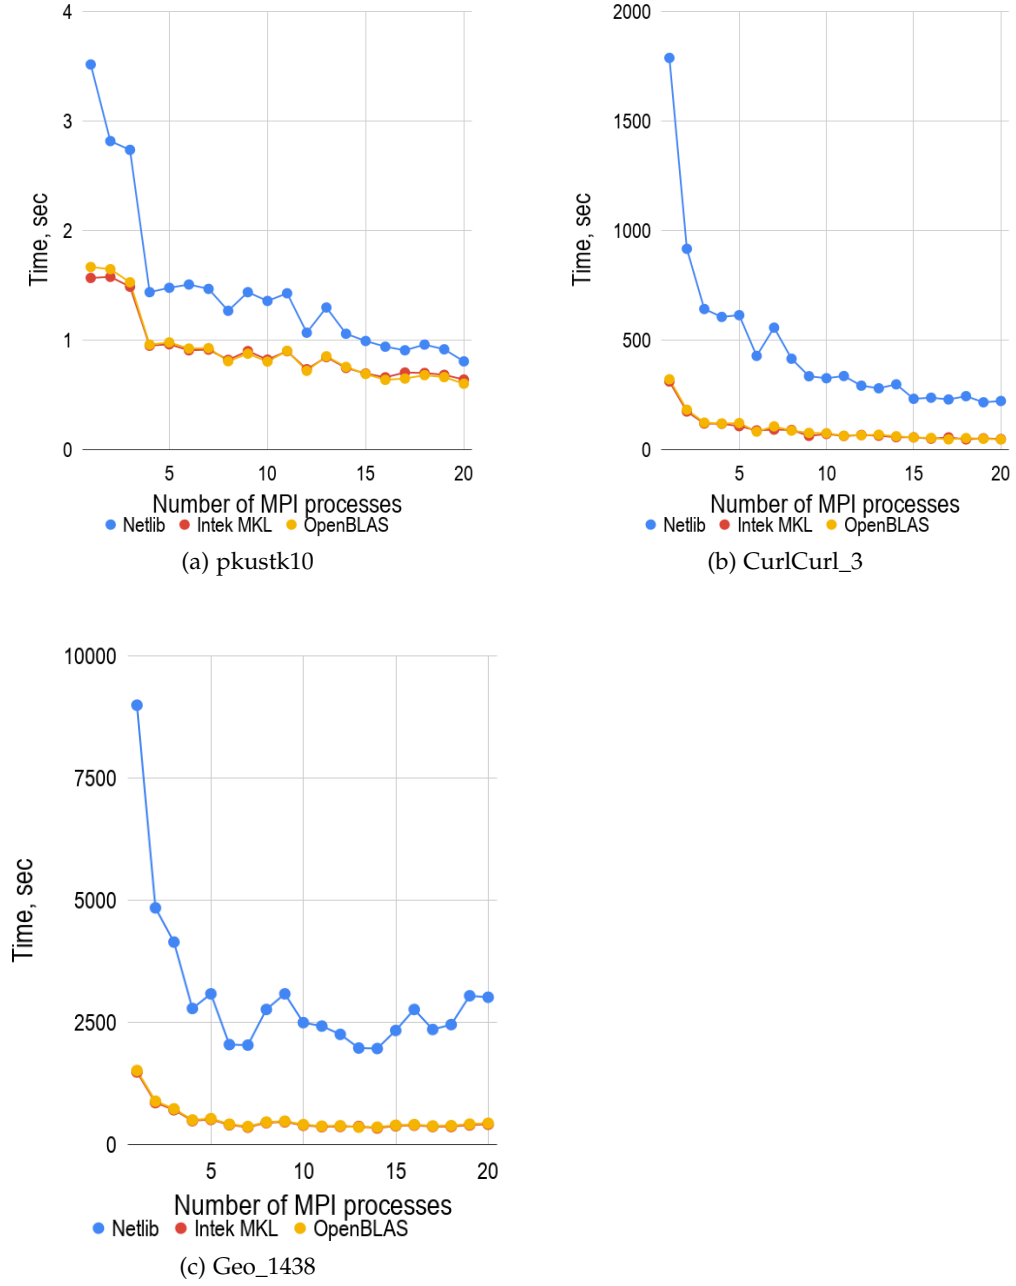 4
3
2
1
0
Time, sec
5 10 15 20
Number of MPI processes
Netlib Intek MKL OpenBLAS
(a) pkustk10
2000
1500
1000
500
0
Time, sec
5 10 15 20
Number of MPI processes
Netlib Intek MKL OpenBLAS
(b) CurlCurl_3
10000
7500
5000
2500
0
Time, sec
5 10 15 20
Number of MPI processes
Netlib Intek MKL OpenBLAS
(c) Geo_1438